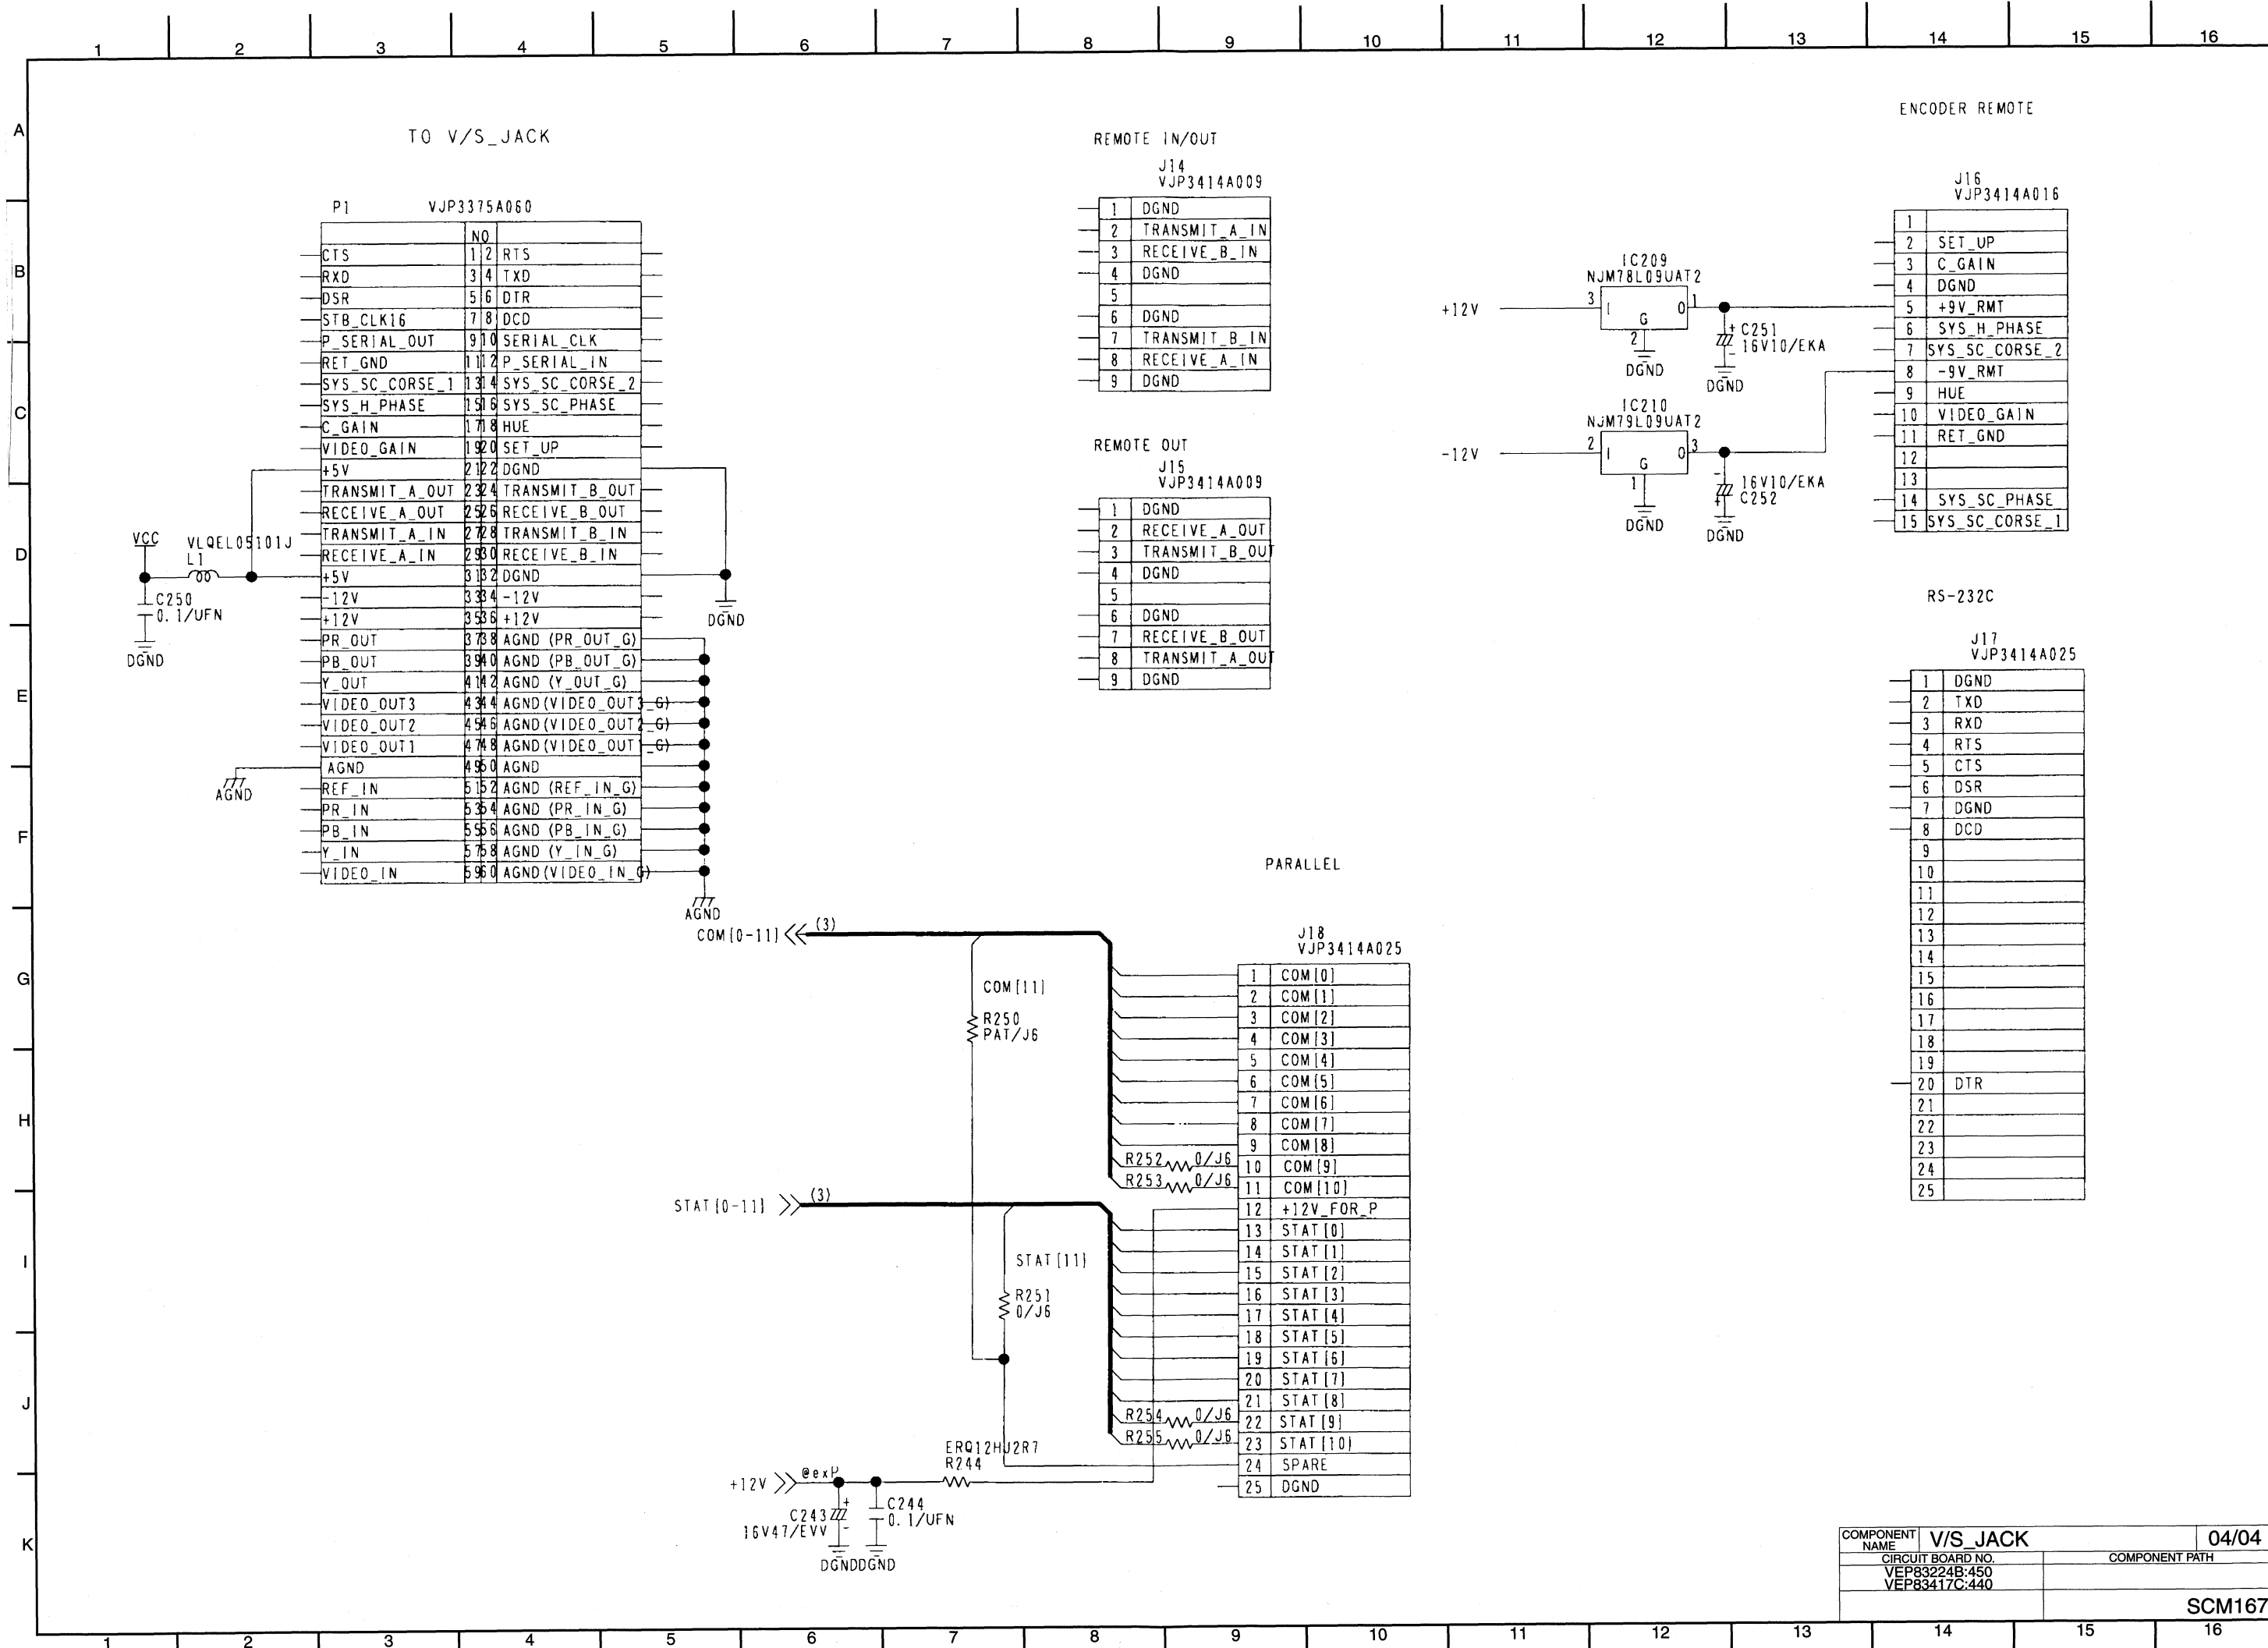 1 2 3 4 5 6 7 8 9 10 11 12 13 14 15 16
A
B
C
D
E
F
G
H
I
J
K
TO V/S_JACK
P1 VJP3375A060
NO
CTS 1 2 RTS
RXD 3 4 TXD
DSR 5 6 DTR
STB_CLK16 7 8 DCD
P_SERIAL_OUT 9 10 SERIAL_CLK
RET_GND 11 12 P_SERIAL_IN
SYS_SC_CORSE_1 13 14 SYS_SC_CORSE_2
SYS_H_PHASE 15 16 SYS_SC_PHASE
C_GAIN 17 18 HUE
VIDEO_GAIN 19 20 SET_UP
+5V 21 22 DGND
TRANSMIT_A_OUT 23 24 TRANSMIT_B_OUT
RECEIVE_A_OUT 25 26 RECEIVE_B_OUT
TRANSMIT_A_IN 27 28 TRANSMIT_B_IN
RECEIVE_A_IN 29 30 RECEIVE_B_IN
+5V 31 32 DGND
-12V 33 34 -12V
+12V 35 36 +12V
PR_OUT 37 38 AGND (PR_OUT_G)
PB_OUT 39 40 AGND (PB_OUT_G)
Y_OUT 41 42 AGND (Y_OUT_G)
VIDEO_OUT3 43 44 AGND(VIDEO_OUT3_G)
VIDEO_OUT2 45 46 AGND(VIDEO_OUT2_G)
VIDEO_OUT1 47 48 AGND(VIDEO_OUT1_G)
AGND 49 50 AGND
REF_IN 51 52 AGND (REF_IN_G)
PR_IN 53 54 AGND (PR_IN_G)
PB_IN 55 56 AGND (PB_IN_G)
Y_IN 57 58 AGND (Y_IN_G)
VIDEO_IN 59 60 AGND(VIDEO_IN_G)
VCC
VLQEL05101J
L1
C250
0.1/UFN
DGND
AGND
DGND
AGND
REMOTE IN/OUT
J14
VJP3414A009
1 DGND
2 TRANSMIT_A_IN
3 RECEIVE_B_IN
4 DGND
5
6 DGND
7 TRANSMIT_B_IN
8 RECEIVE_A_IN
9 DGND
REMOTE OUT
J15
VJP3414A009
1 DGND
2 RECEIVE_A_OUT
3 TRANSMIT_B_OUT
4 DGND
5
6 DGND
7 RECEIVE_B_OUT
8 TRANSMIT_A_OUT
9 DGND
IC209
NJM78L09UAT2
+12V 3 I O 1
G
2
DGND
+ C251
16V10/EKA
-
DGND
IC210
NJM79L09UAT2
-12V 2 I O 3
G
1
DGND
-
16V10/EKA
+ C252
DGND
ENCODER REMOTE
J16
VJP3414A016
1
2 SET_UP
3 C_GAIN
4 DGND
5 +9V_RMT
6 SYS_H_PHASE
7 SYS_SC_CORSE_2
8 -9V_RMT
9 HUE
10 VIDEO_GAIN
11 RET_GND
12
13
14 SYS_SC_PHASE
15 SYS_SC_CORSE_1
RS-232C
J17
VJP3414A025
1 DGND
2 TXD
3 RXD
4 RTS
5 CTS
6 DSR
7 DGND
8 DCD
9
10
11
12
13
14
15
16
17
18
19
20 DTR
21
22
23
24
25
PARALLEL
J18
VJP3414A025
COM[0-11] (3)
COM[11]
R250
PAT/J6
1 COM[0]
2 COM[1]
3 COM[2]
4 COM[3]
5 COM[4]
6 COM[5]
7 COM[6]
8 COM[7]
9 COM[8]
R252 0/J6 10 COM[9]
R253 0/J6 11 COM[10]
12 +12V_FOR_P
13 STAT[0]
14 STAT[1]
15 STAT[2]
16 STAT[3]
17 STAT[4]
18 STAT[5]
19 STAT[6]
20 STAT[7]
21 STAT[8]
R254 0/J6 22 STAT[9]
R255 0/J6 23 STAT[10]
24 SPARE
25 DGND
STAT[0-11] (3)
STAT[11]
R251
0/J6
ERQ12HJ2R7
R244
+12V @exP
C243 +
16V47/EVV -
C244
0.1/UFN
DGND DGND
COMPONENT NAME V/S_JACK 04/04
CIRCUIT BOARD NO. COMPONENT PATH
VEP83224B:450
VEP83417C:440
SCM167
1 2 3 4 5 6 7 8 9 10 11 12 13 14 15 16